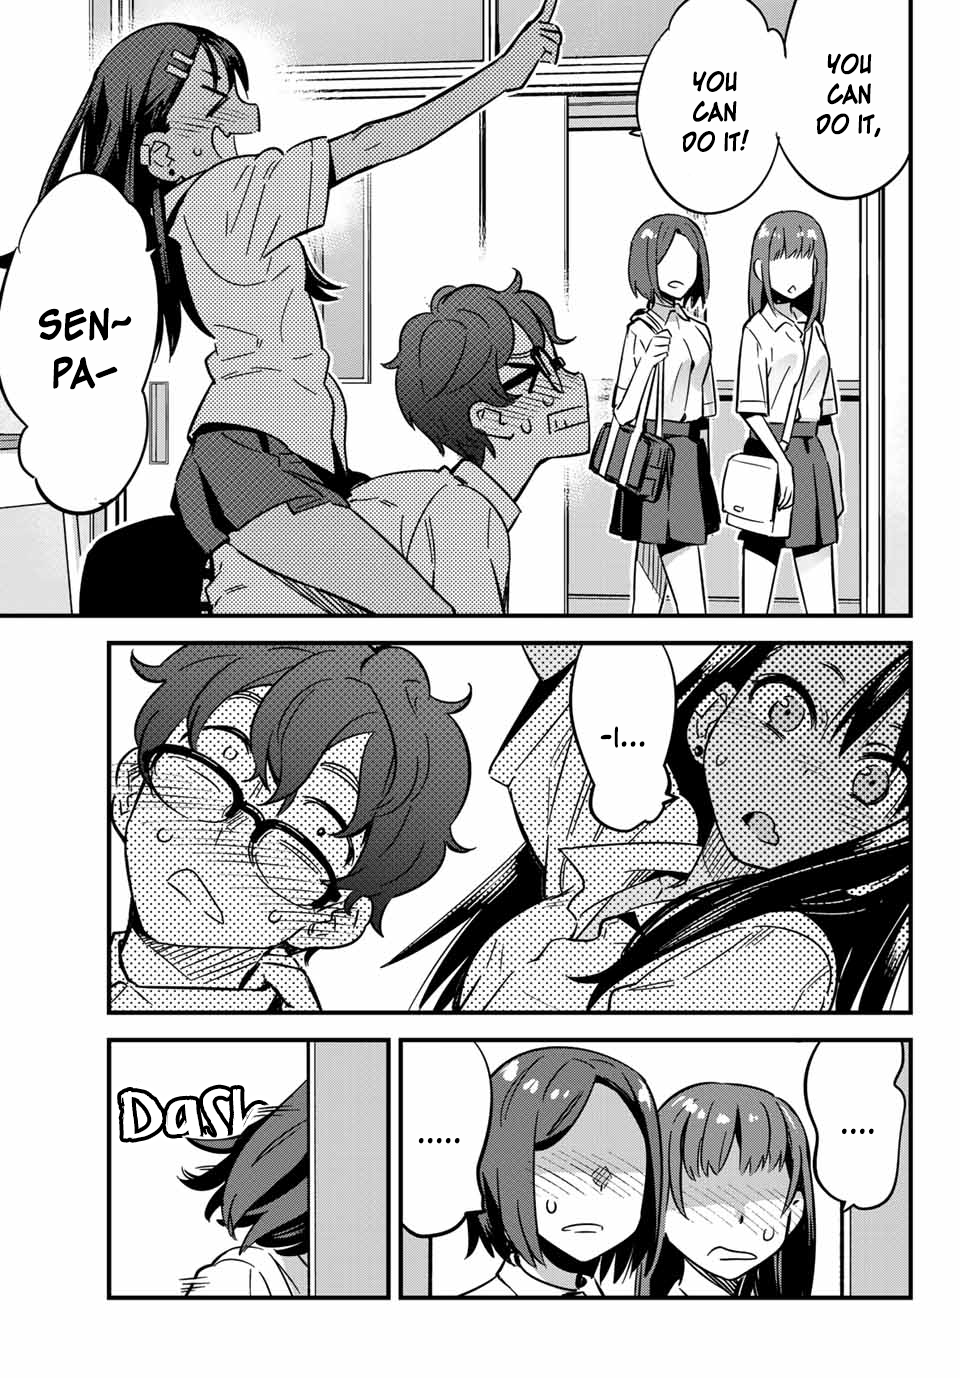 YOU
CAN
DO IT,
YOU
CAN
DO IT!
SEN~
PA-
-I...
....
.....
DASH